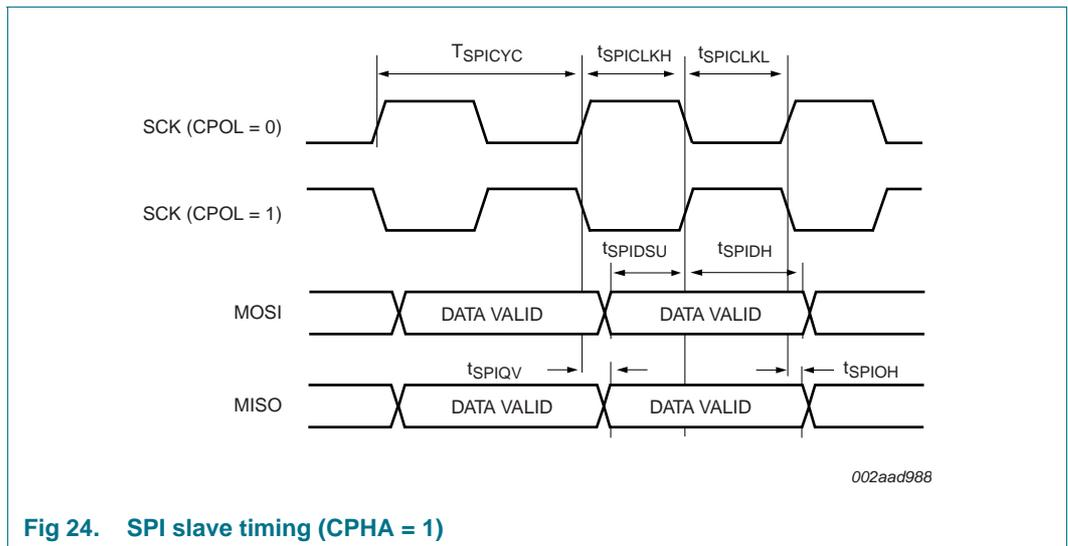 TSPICYC
tSPICLKH
tSPICLKL
SCK (CPOL = 0)
SCK (CPOL = 1)
tSPIDSU
tSPIDH
MOSI
DATA VALID
DATA VALID
tSPIQV
tSPIOH
MISO
DATA VALID
DATA VALID
002aad988
Fig 24. SPI slave timing (CPHA = 1)